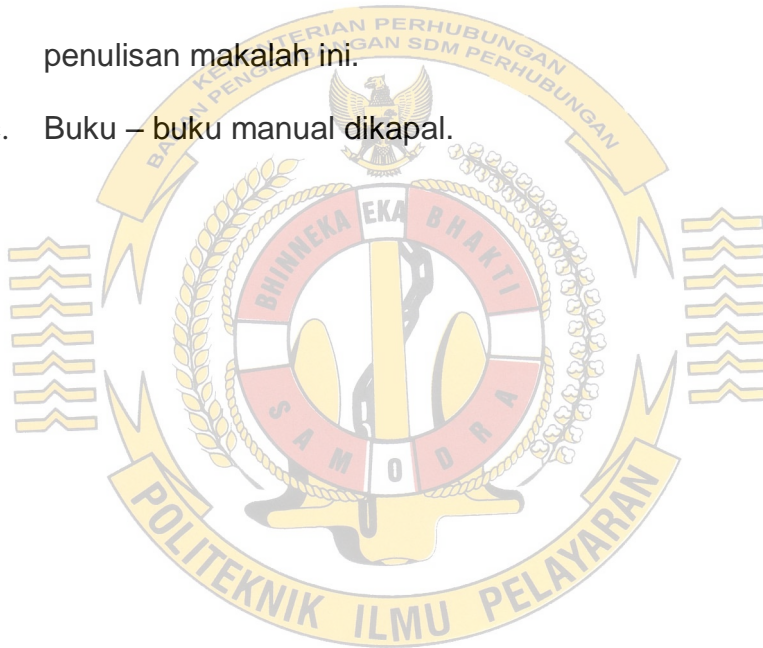 penulisan makalah ini.
. Buku – buku manual dikapal.
KEMENTERIAN PERHUBUNGAN
BADAN PENGEMBANGAN SDM PERHUBUNGAN
BHINNEKA EKA BHAKTI
SAMODRA
POLITEKNIK ILMU PELAYARAN